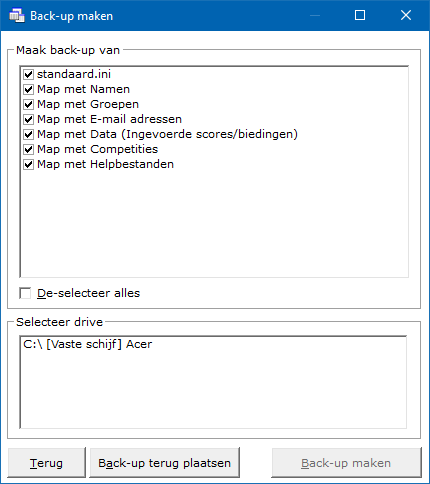 Back-up maken
Maak back-up van
standaard.ini
Map met Namen
Map met Groepen
Map met E-mail adressen
Map met Data (Ingevoerde scores/biedingen)
Map met Competities
Map met Helpbestanden
De-selecteer alles
Selecteer drive
C:\ [Vaste schijf] Acer
Terug
Back-up terug plaatsen
Back-up maken